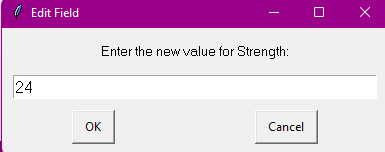 Edit Field
Enter the new value for Strength:
24
OK Cancel